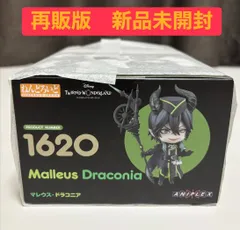 再販版　新品未開封
ねんどろいど
Disney
TWISTED WONDERLAND
PRODUCT NUMBER
1620
Malleus Draconia
マレウス・ドラコニア
ANIPLEX